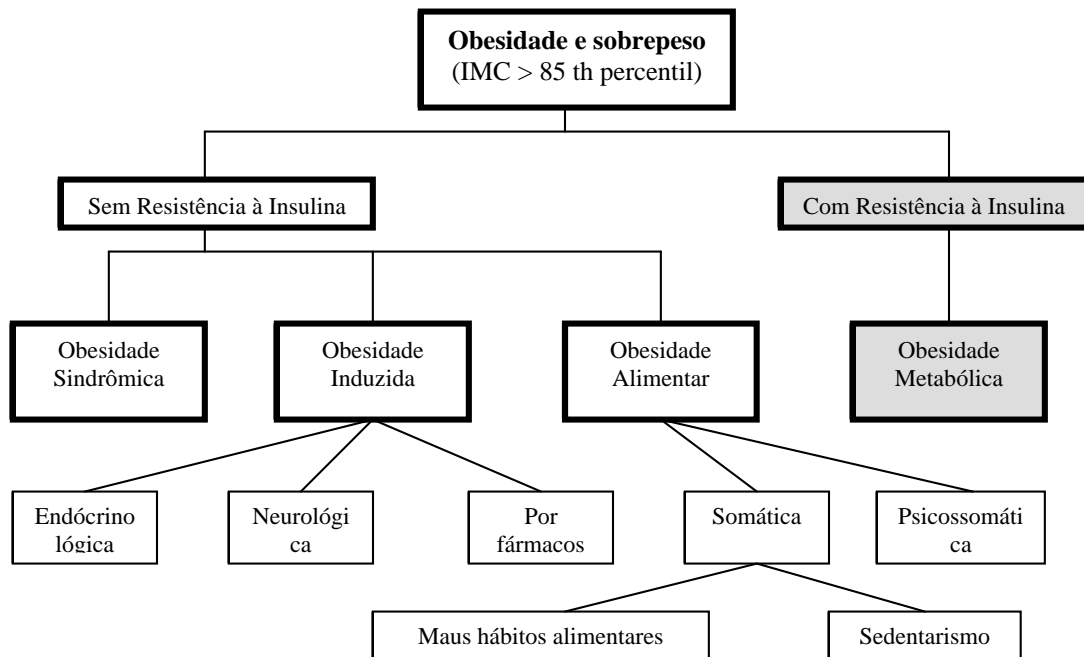 Obesidade e sobrepeso
(IMC > 85 th percentil)
Sem Resistência à Insulina
Com Resistência à Insulina
Obesidade
Sindrômica
Obesidade
Induzida
Obesidade
Alimentar
Obesidade
Metabólica
Endócrino
lógica
Neurológi
ca
Por
fármacos
Somática
Psicossomáti
ca
Maus hábitos alimentares
Sedentarismo